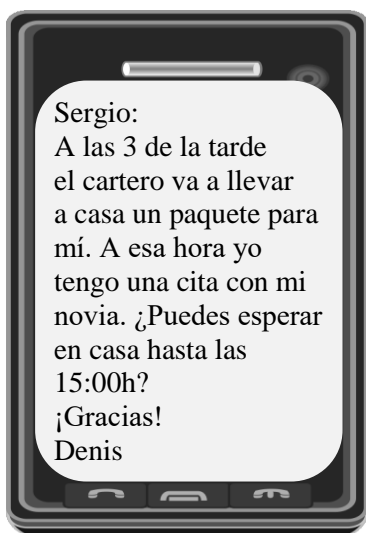 Sergio:
A las 3 de la tarde
el cartero va a llevar
a casa un paquete para
mí. A esa hora yo
tengo una cita con mi
novia. ¿Puedes esperar
en casa hasta las
15:00h?
¡Gracias!
Denis